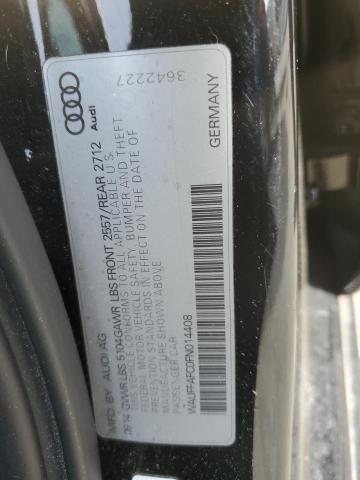 Audi
3642227
GERMANY
MFD BY AUDI AG
08/14 GVWR LBS 5104 GAWR LBS FRONT 2557/REAR 2712
THIS VEHICLE CONFORMS TO ALL APPLICABLE U.S.
FEDERAL MOTOR VEHICLE SAFETY, BUMPER AND THEFT
PREVENTION STANDARDS IN EFFECT ON THE DATE OF
MANUFACTURE SHOWN ABOVE
PASSENGER CAR
WAUFFAFC0FN014408